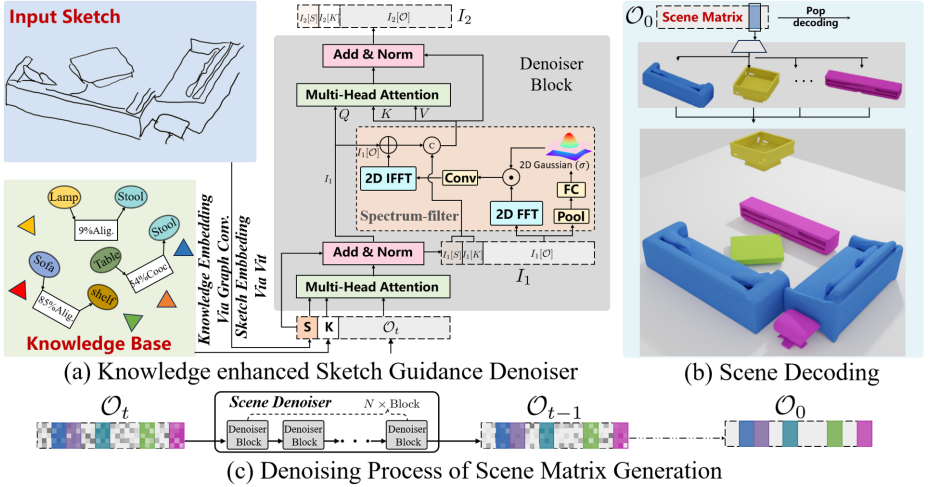 Input Sketch
Knowledge Base
Lamp
Stool
9%Alig.
Stool
Sofa
Table
54%Cooc.
shelf
85%Alig.
Knowledge Embedding
Via Graph Conv.
Sketch Embedding
Via Vit
I₂[S] I₂[K] I₂[𝒪] I₂
Add & Norm
Denoiser
Block
Multi-Head Attention
Q K V
I₁[𝒪]
C
2D Gaussian (σ)
I₁
2D IFFT
Conv
FC
Spectrum-filter
2D FFT
Pool
Add & Norm
I₁[S] I₁[K] I₁[𝒪]
I₁
Multi-Head Attention
S K 𝒪ₜ
(a) Knowledge enhanced Sketch Guidance Denoiser
𝒪₀ Scene Matrix
Pop
decoding
· · ·
(b) Scene Decoding
𝒪ₜ
Scene Denoiser N × Block
Denoiser
Block
Denoiser
Block
· · ·
Denoiser
Block
𝒪ₜ₋₁
𝒪₀
(c) Denoising Process of Scene Matrix Generation